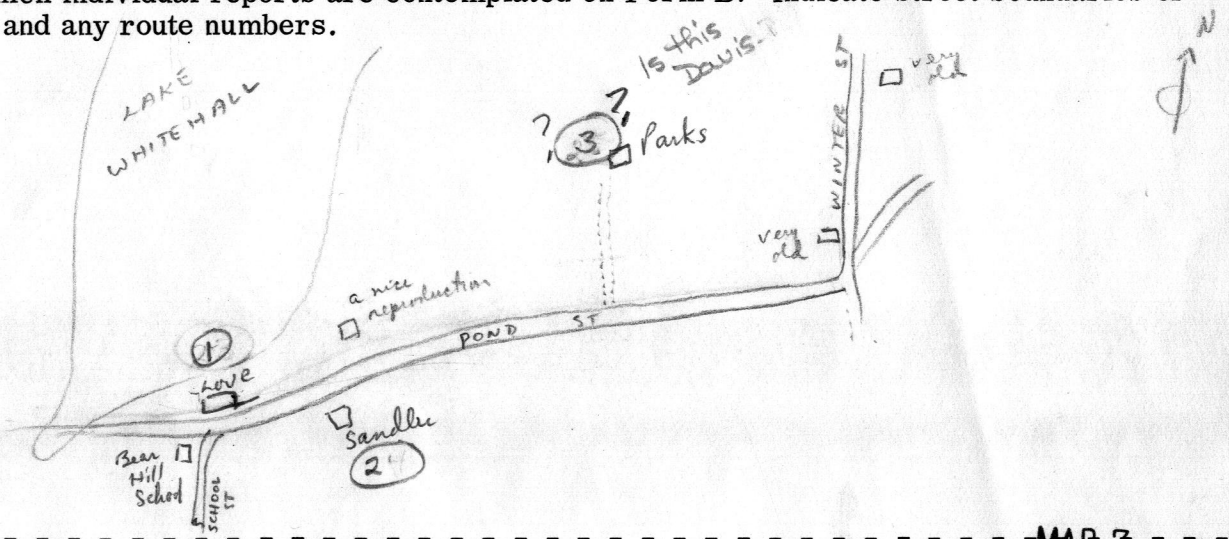 and any route numbers.
N
Is this
Davis-
LAKE
WHITEHALL
?
3
?
Parks
WINTER ST
very
old
very
old
a nice
reproduction
POND ST
1
Love
Bear
Hill
School
SCHOOL
ST
2
MAP 3